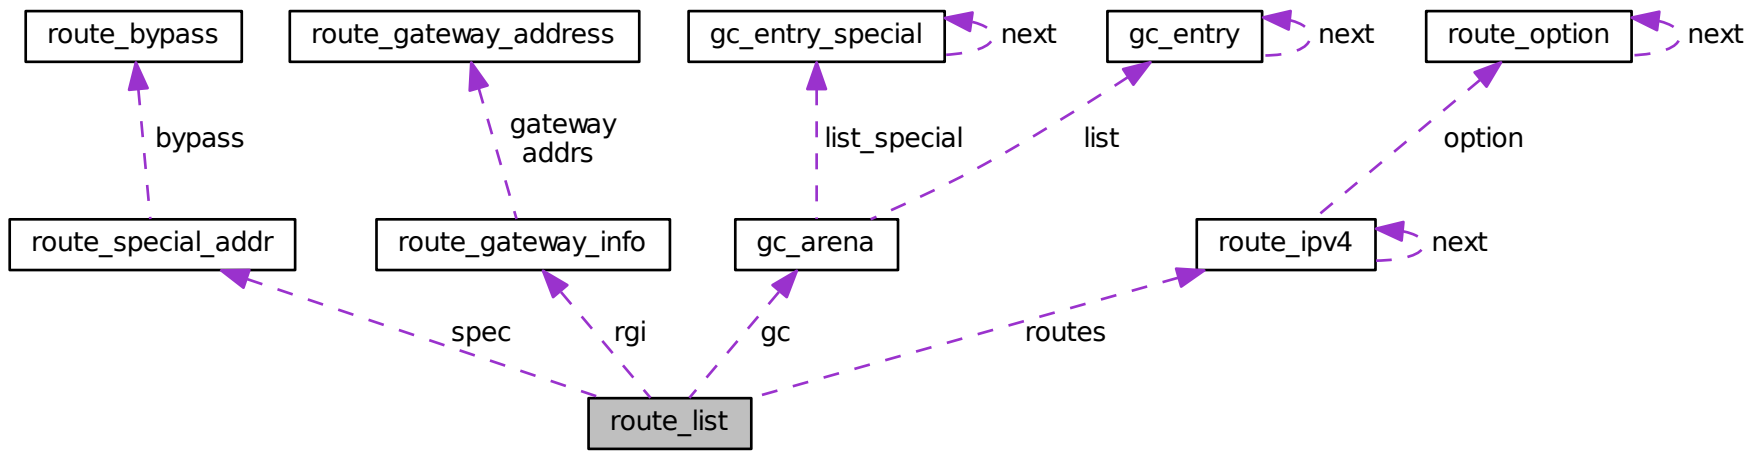 route_bypass
route_gateway_address
gc_entry_special
next
gc_entry
next
route_option
next
bypass
gateway
addrs
list_special
list
option
route_special_addr
route_gateway_info
gc_arena
route_ipv4
next
spec
rgi
gc
routes
route_list